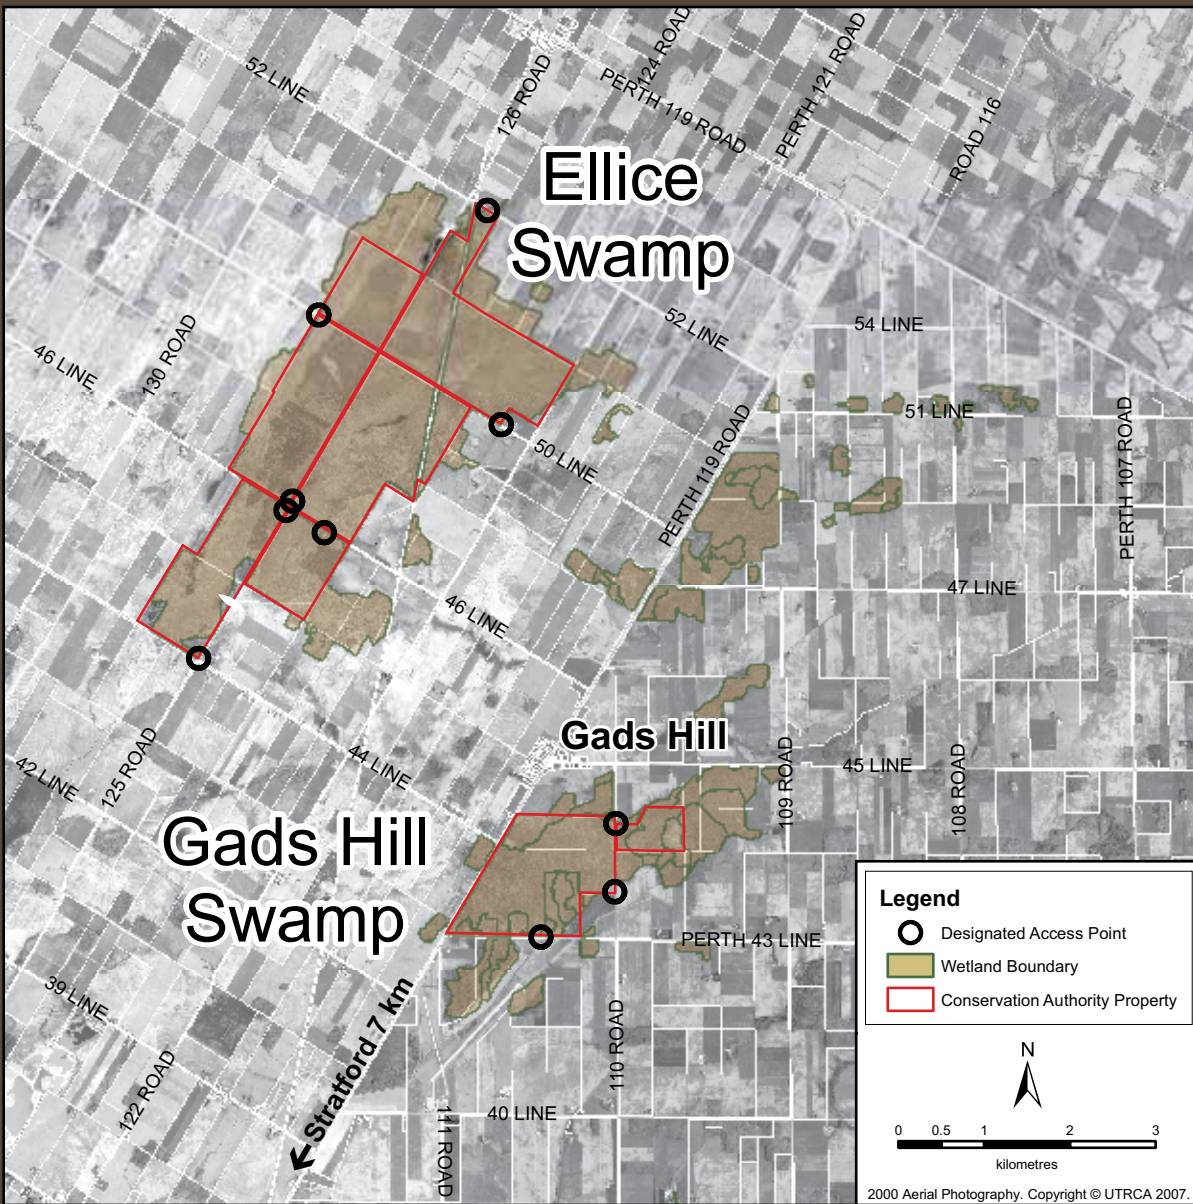 52 LINE
126 ROAD
124 ROAD
PERTH 119 ROAD
PERTH 121 ROAD
ROAD 116
Ellice
Swamp
46 LINE
130 ROAD
52 LINE
54 LINE
51 LINE
50 LINE
PERTH 119 ROAD
PERTH 107 ROAD
47 LINE
46 LINE
Gads Hill
45 LINE
109 ROAD
108 ROAD
42 LINE
125 ROAD
44 LINE
Gads Hill
Swamp
PERTH 43 LINE
39 LINE
122 ROAD
Stratford 7 km
111 ROAD
40 LINE
110 ROAD
Legend
Designated Access Point
Wetland Boundary
Conservation Authority Property
N
0 0.5 1 2 3
kilometres
2000 Aerial Photography. Copyright © UTRCA 2007.